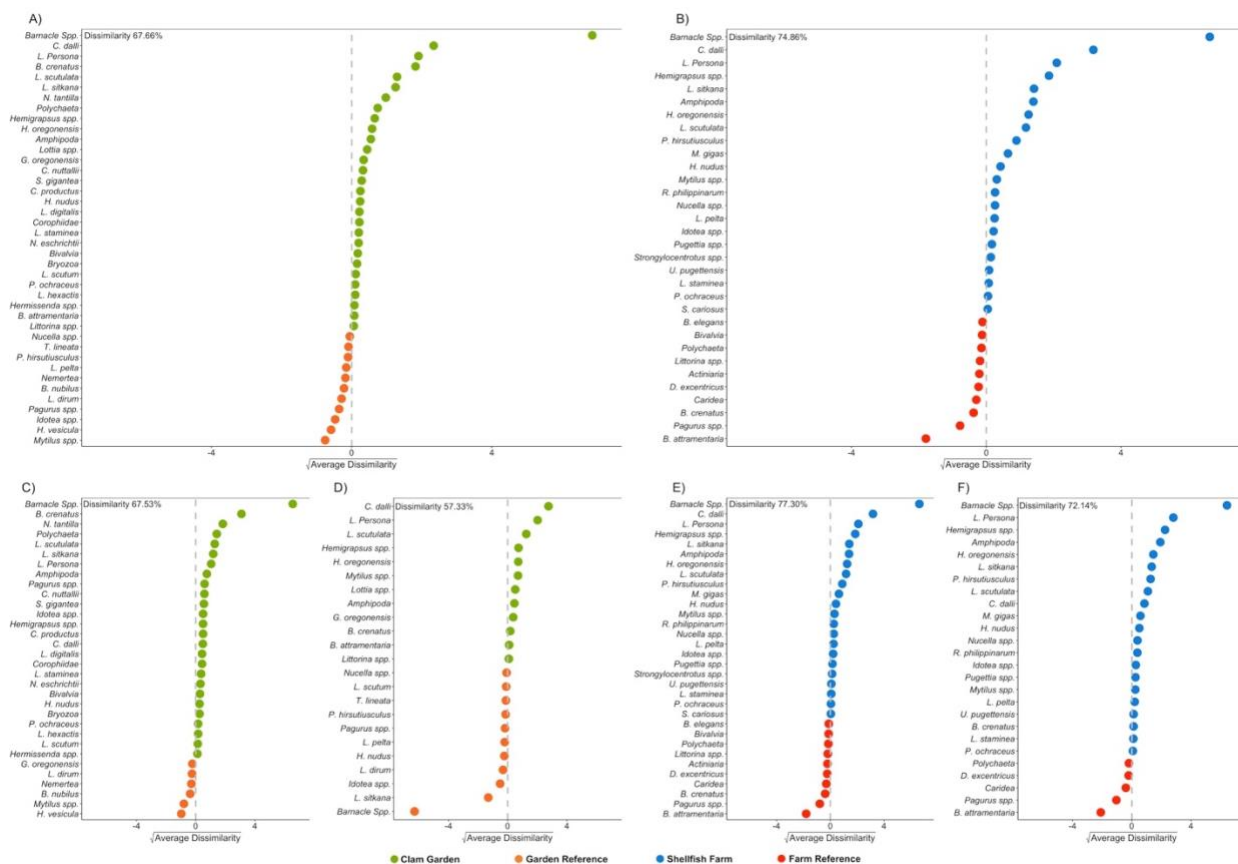 A)
Dissimilarity 67.66%
Barnacle Spp.
C. dalli
L. Persona
B. crenatus
L. scutulata
L. sitkana
N. tantilla
Polychaeta
Hemigrapsus spp.
H. oregonensis
Amphipoda
Lottia spp.
G. oregonensis
C. nuttallii
S. gigantea
C. productus
H. nudus
L. digitalis
Corophiidae
L. staminea
N. eschrichtii
Bivalvia
Bryozoa
L. scutum
P. ochraceus
L. hexactis
Hermissenda spp.
B. attramentaria
Littorina spp.
Nucella spp.
T. lineata
P. hirsutiusculus
L. pelta
Nemertea
B. nubilus
L. dirum
Pagurus spp.
Idotea spp.
H. vesicula
Mytilus spp.
-4 0 4
√Average Dissimilarity
B)
Dissimilarity 74.86%
Barnacle Spp.
C. dalli
L. Persona
Hemigrapsus spp.
L. sitkana
Amphipoda
H. oregonensis
L. scutulata
P. hirsutiusculus
M. gigas
H. nudus
Mytilus spp.
R. philippinarum
Nucella spp.
L. pelta
Idotea spp.
Pugettia spp.
Strongylocentrotus spp.
U. pugettensis
L. staminea
P. ochraceus
S. cariosus
B. elegans
Bivalvia
Polychaeta
Littorina spp.
Actiniaria
D. excentricus
Caridea
B. crenatus
Pagurus spp.
B. attramentaria
-4 0 4
√Average Dissimilarity
C)
Dissimilarity 67.53%
Barnacle Spp.
B. crenatus
N. tantilla
Polychaeta
L. scutulata
L. sitkana
L. Persona
Amphipoda
Pagurus spp.
C. nuttallii
S. gigantea
Idotea spp.
Hemigrapsus spp.
C. productus
C. dalli
L. digitalis
Corophiidae
L. staminea
N. eschrichtii
Bivalvia
H. nudus
Bryozoa
P. ochraceus
L. hexactis
L. scutum
Hermissenda spp.
G. oregonensis
L. dirum
Nemertea
B. nubilus
Mytilus spp.
H. vesicula
0 4
√Average Dissimilarity
D)
Dissimilarity 57.33%
C. dalli
L. Persona
L. scutulata
Hemigrapsus spp.
H. oregonensis
Mytilus spp.
Lottia spp.
Amphipoda
G. oregonensis
B. crenatus
B. attramentaria
Littorina spp.
Nucella spp.
L. scutum
T. lineata
P. hirsutiusculus
Pagurus spp.
L. pelta
H. nudus
L. dirum
Idotea spp.
L. sitkana
Barnacle Spp.
-4 0 4
√Average Dissimilarity
E)
Dissimilarity 77.30%
Barnacle Spp.
C. dalli
L. Persona
Hemigrapsus spp.
L. sitkana
Amphipoda
H. oregonensis
L. scutulata
P. hirsutiusculus
M. gigas
H. nudus
Mytilus spp.
R. philippinarum
Nucella spp.
L. pelta
Idotea spp.
Pugettia spp.
Strongylocentrotus spp.
U. pugettensis
L. staminea
P. ochraceus
S. cariosus
B. elegans
Bivalvia
Polychaeta
Littorina spp.
Actiniaria
D. excentricus
Caridea
B. crenatus
Pagurus spp.
B. attramentaria
0 4
√Average Dissimilarity
F)
Dissimilarity 72.14%
Barnacle Spp.
L. Persona
Hemigrapsus spp.
Amphipoda
H. oregonensis
L. sitkana
P. hirsutiusculus
L. scutulata
C. dalli
M. gigas
H. nudus
Nucella spp.
R. philippinarum
Idotea spp.
Pugettia spp.
Mytilus spp.
L. pelta
U. pugettensis
B. crenatus
L. staminea
P. ochraceus
Polychaeta
D. excentricus
Caridea
Pagurus spp.
B. attramentaria
-4 0 4
√Average Dissimilarity
Clam Garden Garden Reference Shellfish Farm Farm Reference